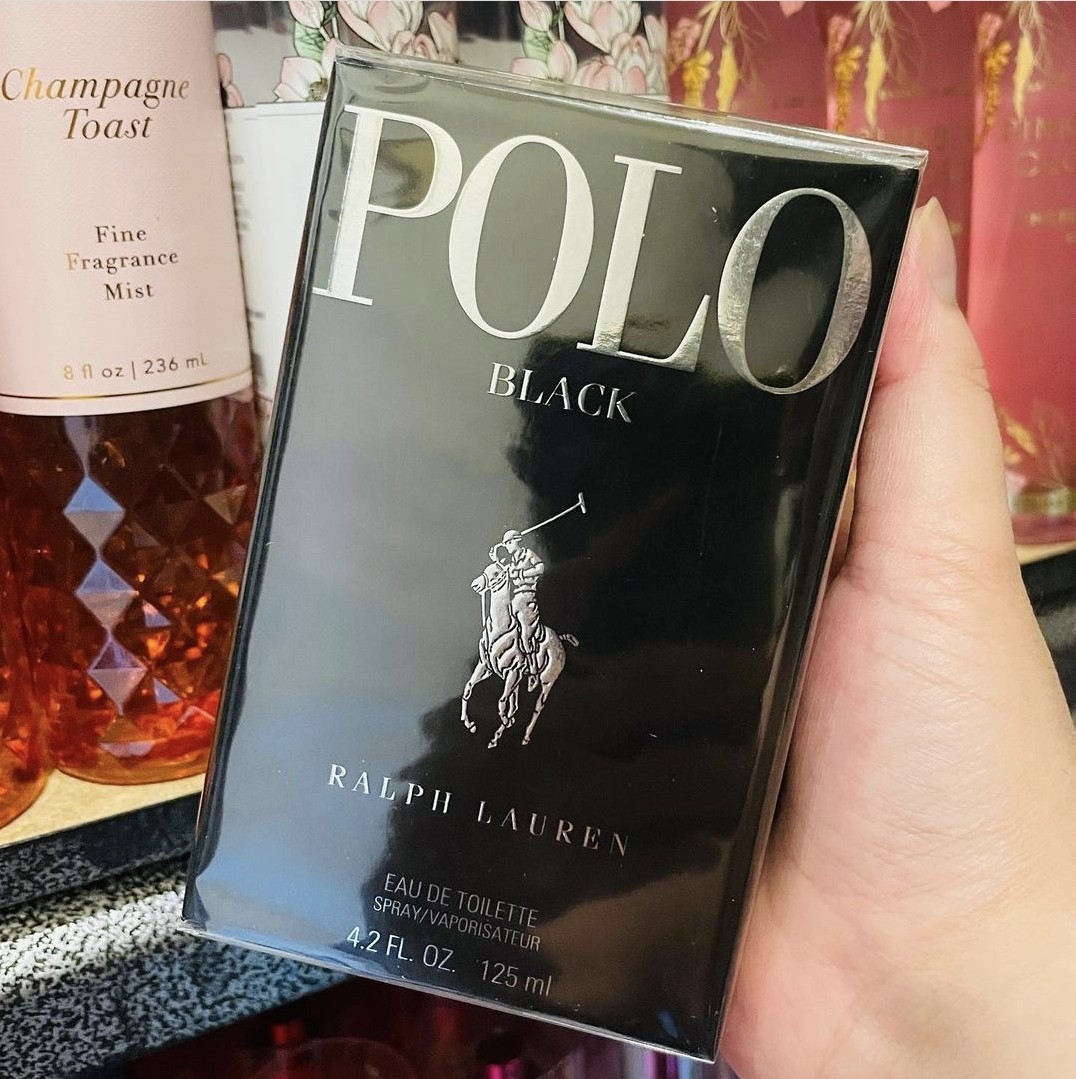 Champagne
Toast
Fine
Fragrance
Mist
8 fl oz | 236 mL
POLO
BLACK
RALPH LAUREN
EAU DE TOILETTE
SPRAY/VAPORISATEUR
4.2 FL. OZ. 125 ml